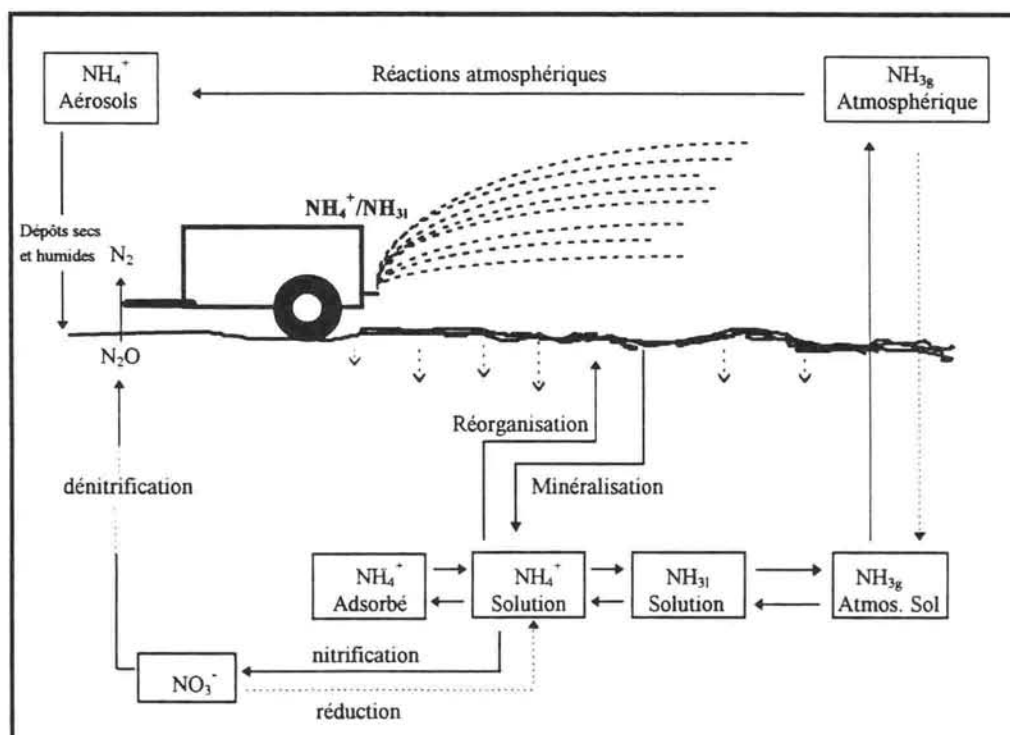 NH₄⁺
Aérosols
Réactions atmosphériques
NH₃g
Atmosphérique
NH₄⁺/NH₃l
Dépôts secs
et humides
N₂
N₂O
Réorganisation
dénitrification
Minéralisation
NH₄⁺
Adsorbé
NH₄⁺
Solution
NH₃l
Solution
NH₃g
Atmos. Sol
nitrification
NO₃⁻
réduction